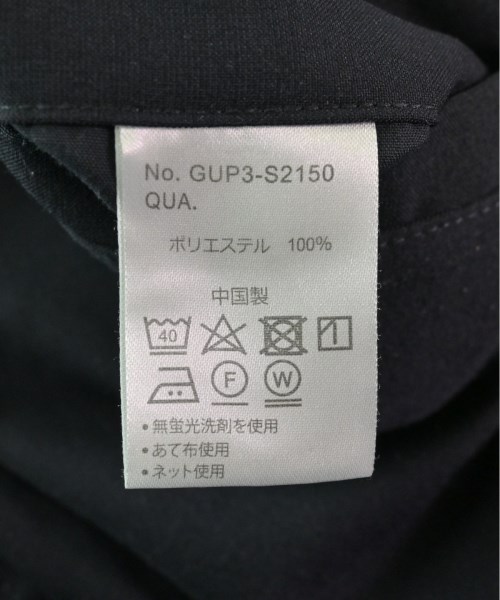 No. GUP3-S2150
QUA.
ポリエステル 100%
中国製
40
F W
• 無蛍光洗剤を使用
• あて布使用
• ネット使用